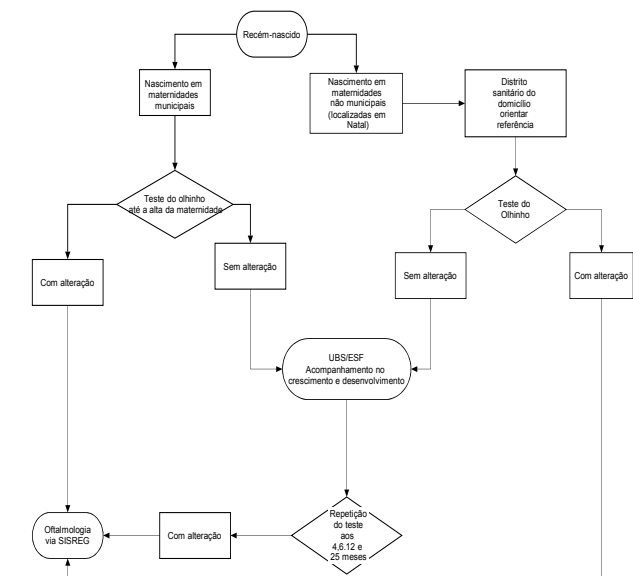 Recém-nascido
Nascimento em
maternidades
municipais
Nascimento em
maternidades
não municipais
(localizadas em
Natal)
Distrito
sanitário do
domicílio
orientar
referência
Teste do olhinho
até a alta da maternidade
Teste do
Olhinho
Com alteração
Sem alteração
Sem alteração
Com alteração
UBS/ESF
Acompanhamento no
crescimento e desenvolvimento
Oftalmologia
via SISREG
Com alteração
Repetição
do teste
aos
4,6.12 e
25 meses